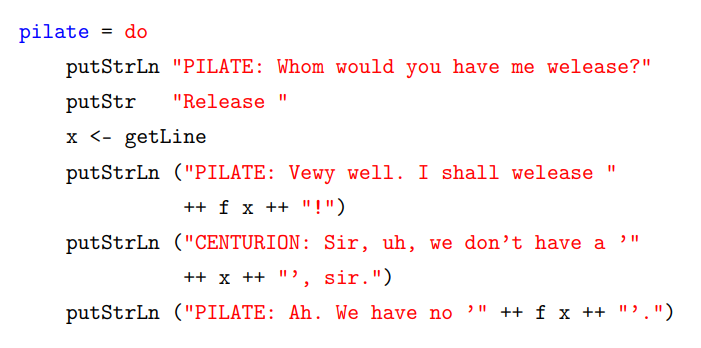 pilate = do
    putStrLn "PILATE: Whom would you have me welease?"
    putStr   "Release "
    x <- getLine
    putStrLn ("PILATE: Vewy well. I shall welease "
              ++ f x ++ "!")
    putStrLn ("CENTURION: Sir, uh, we don’t have a ’"
              ++ x ++ "’, sir.")
    putStrLn ("PILATE: Ah. We have no ’" ++ f x ++ "’.")